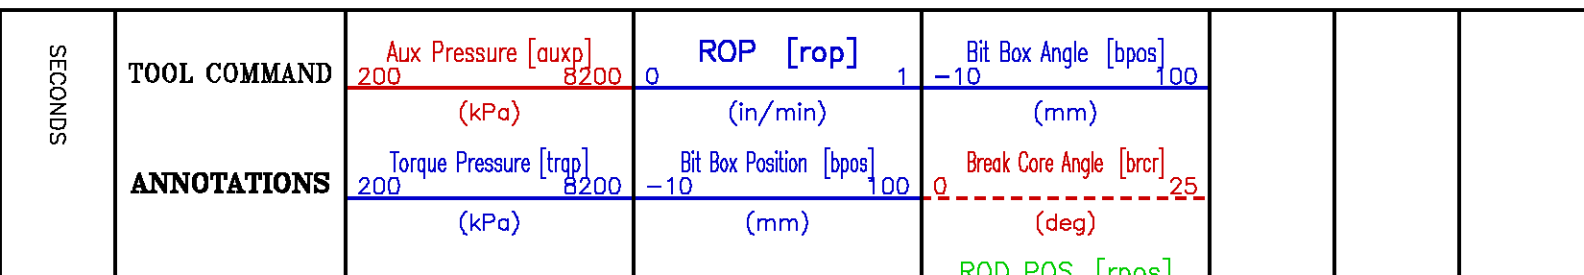 SECONDS
TOOL COMMAND
ANNOTATIONS
Aux Pressure [auxp]
200 8200
(kPa)
Torque Pressure [trqp]
200 8200
(kPa)
ROP [rop]
0 1
(in/min)
Bit Box Position [bpos]
-10 100
(mm)
Bit Box Angle [bpos]
-10 100
(mm)
Break Core Angle [brcr]
0 25
(deg)
ROD POS [rpos]